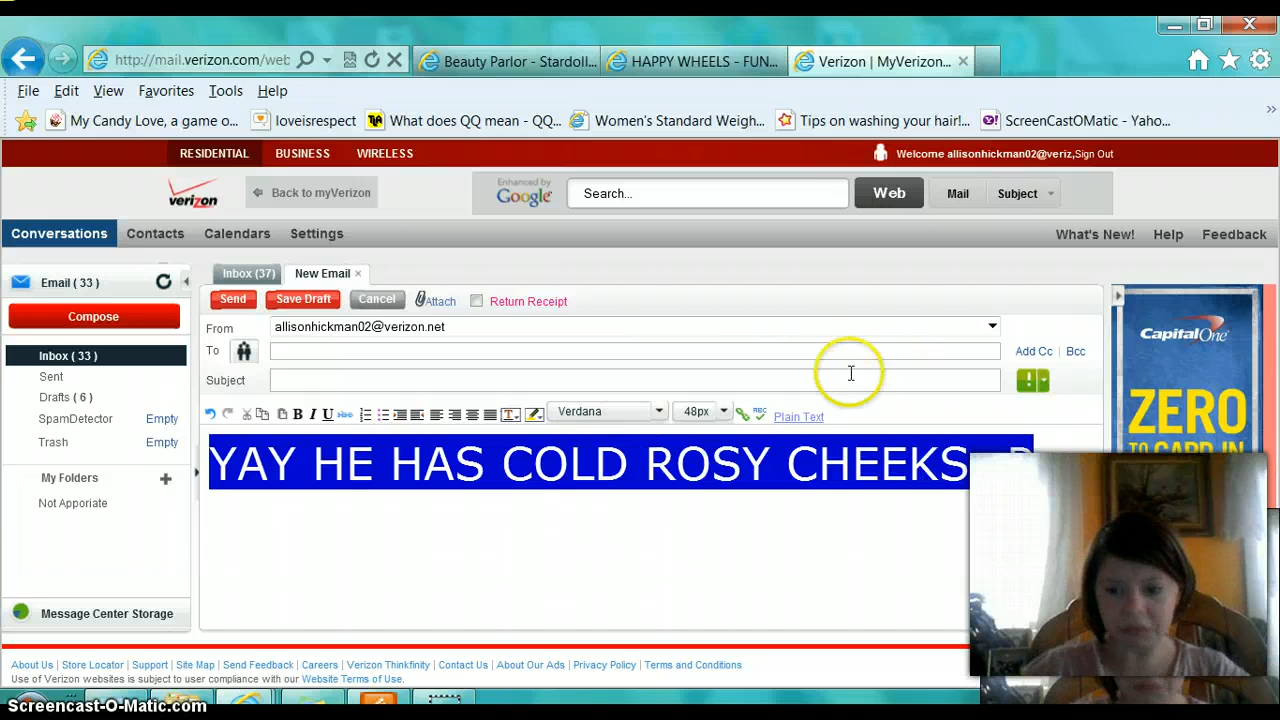 http://mail.verizon.com/web
Beauty Parlor - Stardoll...
HAPPY WHEELS - FUN...
Verizon | MyVerizon...
File Edit View Favorites Tools Help
My Candy Love, a game o...
Ismisrespect
What does QQ mean - QQ...
Women's Standard Weigh...
Tips on washing your hair!...
ScreenCastOMatic - Yaho...
RESIDENTIAL BUSINESS WIRELESS
Welcome allisonhickman02@veriz,Sign Out
verizon
Back to myVerizon
Enhanced by Google
Search...
Web
Mail
Subject
Conversations Contacts Calendars Settings
What's New! Help Feedback
Email ( 33 )
Inbox (37)
New Email
Compose
Send
Save Draft
Cancel
Attach
Return Receipt
From
allisonhickman02@verizon.net
Inbox ( 33 )
To
Add Cc | Bcc
Sent
Subject
Drafts ( 6 )
Verdana
48px
Plain Text
SpamDetector Empty
Trash Empty
YAY HE HAS COLD ROSY CHEEKS
My Folders
Not Apporiate
CapitalOne
ZERO
Message Center Storage
About Us | Store Locator | Support | Site Map | Send Feedback | Careers | Verizon Thinkfinity | Contact Us | About Our Ads | Privacy Policy | Terms and Conditions
Use of Verizon websites is subject to user compliance with our Website Terms of Use.
Screencast-O-Matic.com